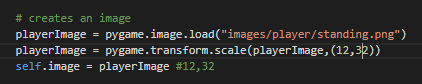 # creates an image
playerImage = pygame.image.load("images/player/standing.png")
playerImage = pygame.transform.scale(playerImage,(12,32))
self.image = playerImage #12,32